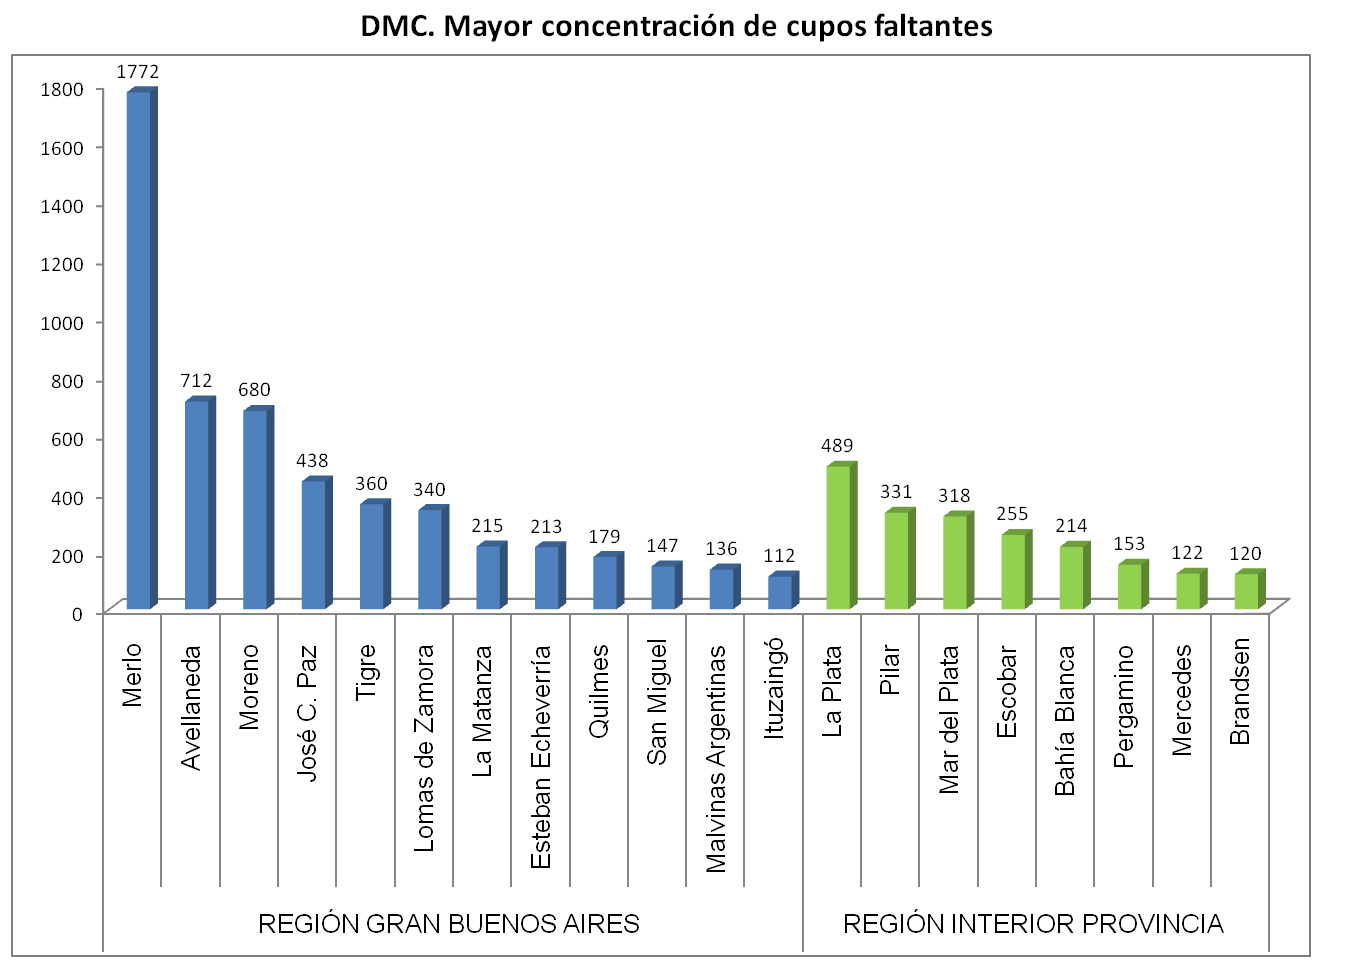 DMC. Mayor concentración de cupos faltantes
1800
1600
1400
1200
1000
800
600
400
200
0
1772
712
680
438
360
340
215
213
179
147
136
112
489
331
318
255
214
153
122
120
Merlo
Avellaneda
Moreno
José C. Paz
Tigre
Lomas de Zamora
La Matanza
Esteban Echeverría
Quilmes
San Miguel
Malvinas Argentinas
Ituzaingó
La Plata
Pilar
Mar del Plata
Escobar
Bahía Blanca
Pergamino
Mercedes
Brandsen
REGIÓN GRAN BUENOS AIRES
REGIÓN INTERIOR PROVINCIA